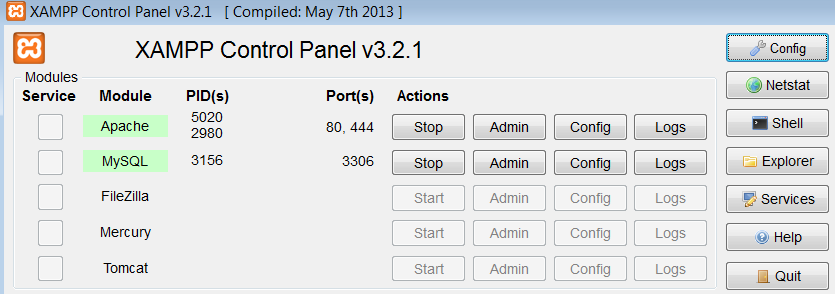 XAMPP Control Panel v3.2.1 [ Compiled: May 7th 2013 ]
XAMPP Control Panel v3.2.1
Config
Modules
Service Module PID(s) Port(s) Actions
Netstat
Apache 5020 2980 80, 444 Stop Admin Config Logs
Shell
MySQL 3156 3306 Stop Admin Config Logs
Explorer
FileZilla Start Admin Config Logs
Services
Mercury Start Admin Config Logs
Help
Tomcat Start Admin Config Logs
Quit